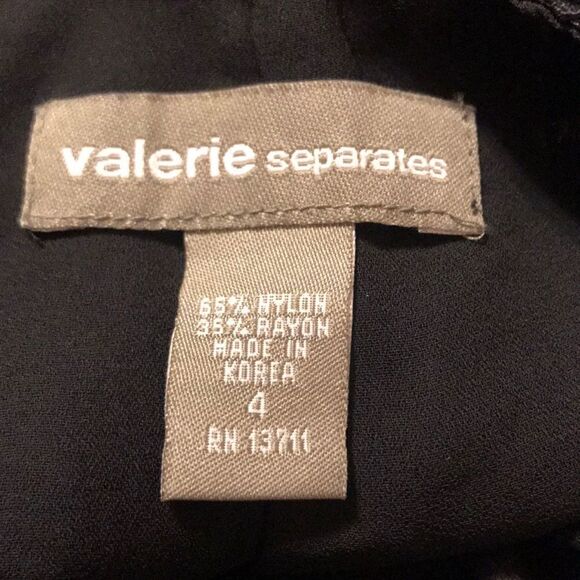 valerie separates
65% NYLON
35% RAYON
MADE IN
KOREA
4
RN 13711